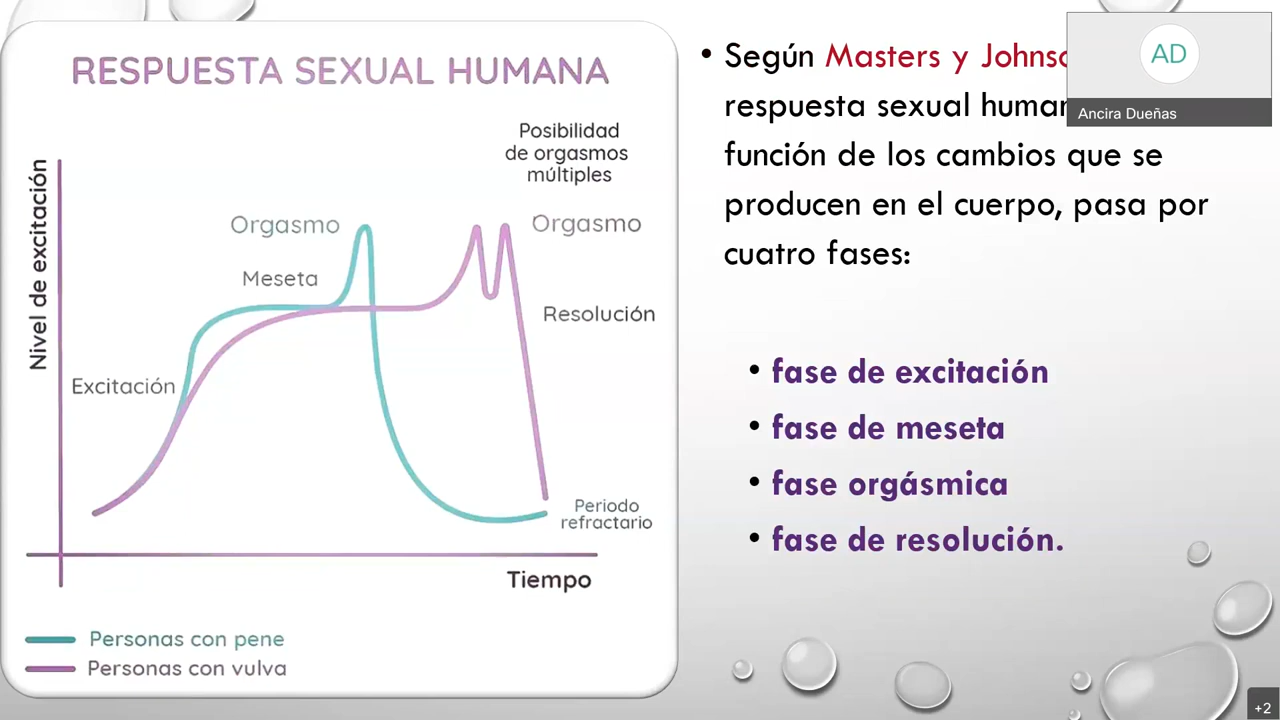 RESPUESTA SEXUAL HUMANA
Posibilidad
de orgasmos
múltiples
Nivel de excitación
Orgasmo
Orgasmo
Meseta
Resolución
Excitación
Periodo
refractario
Tiempo
Personas con pene
Personas con vulva
• Según Masters y
respuesta sexual
función de los cambios que se
producen en el cuerpo, pasa por
cuatro fases:
• fase de excitación
• fase de meseta
• fase orgásmica
• fase de resolución.
AD
Ancira Dueñas
+2